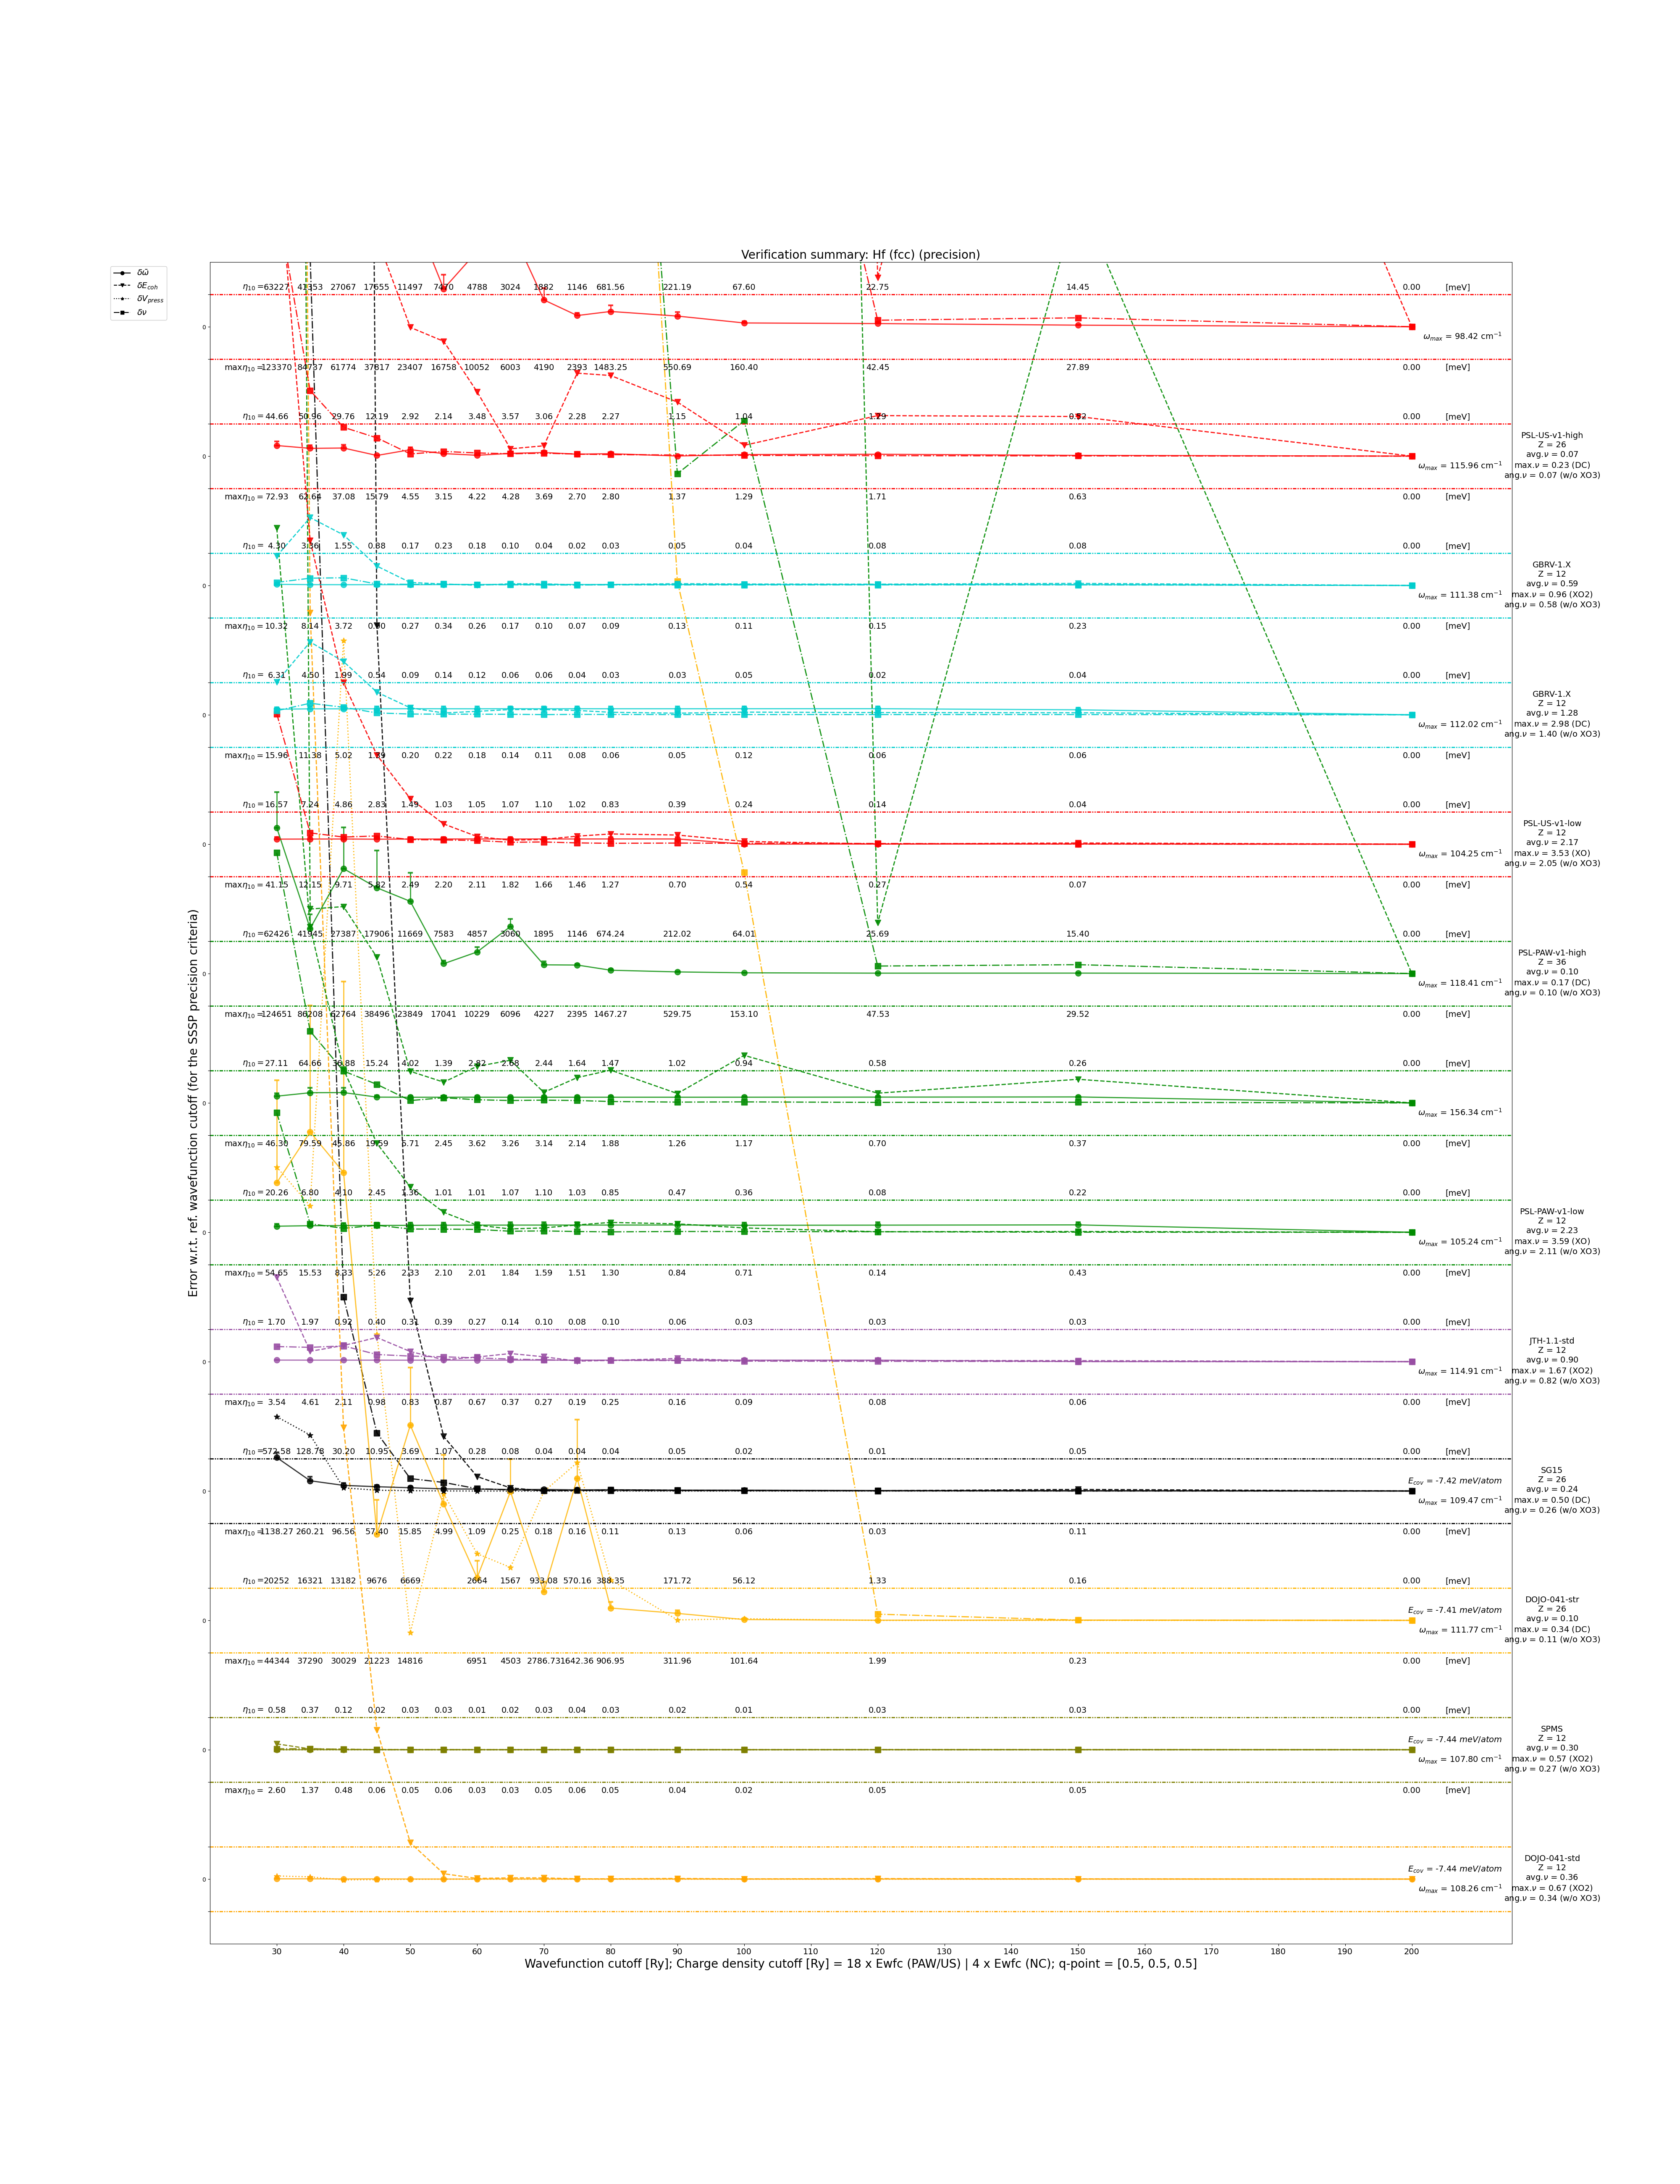 Verification summary: Hf (fcc) (precision)
δω̄
δE_coh
δV_press
δν
Error w.r.t. ref. wavefunction cutoff (for the SSSP precision criteria)
η₁₀ = 63227 41353 27067 17655 11497 7470 4788 3024 1882 1146 681.56 221.19 67.60 22.75 14.45 0.00 [meV]
0
ω_max = 98.42 cm⁻¹
maxη₁₀ = 123370 84737 61774 37817 23407 16758 10052 6003 4190 2393 1483.25 550.69 160.40 42.45 27.89 0.00 [meV]
η₁₀ = 44.66 50.96 29.76 12.19 2.92 2.14 3.48 3.57 3.06 2.28 2.27 1.15 1.04 1.29 0.52 0.00 [meV]
0
ω_max = 115.96 cm⁻¹
PSL-US-v1-high
Z = 26
avg.ν = 0.07
max.ν = 0.23 (DC)
ang.ν = 0.07 (w/o XO3)
maxη₁₀ = 72.93 62.64 37.08 15.79 4.55 3.15 4.22 4.28 3.69 2.70 2.80 1.37 1.29 1.71 0.63 0.00 [meV]
η₁₀ = 4.30 3.36 1.55 0.38 0.17 0.23 0.18 0.10 0.04 0.02 0.03 0.05 0.04 0.08 0.08 0.00 [meV]
0
ω_max = 111.38 cm⁻¹
GBRV-1.X
Z = 12
avg.ν = 0.59
max.ν = 0.96 (XO2)
ang.ν = 0.58 (w/o XO3)
maxη₁₀ = 10.32 8.14 3.72 0.27 0.34 0.26 0.17 0.10 0.07 0.09 0.13 0.11 0.15 0.23 0.00 [meV]
η₁₀ = 6.31 4.50 1.99 0.54 0.09 0.14 0.12 0.06 0.06 0.04 0.03 0.03 0.05 0.02 0.04 0.00 [meV]
0
ω_max = 112.02 cm⁻¹
GBRV-1.X
Z = 12
avg.ν = 1.28
max.ν = 2.98 (DC)
ang.ν = 1.40 (w/o XO3)
maxη₁₀ = 15.96 11.38 5.02 0.20 0.22 0.18 0.14 0.11 0.08 0.06 0.05 0.12 0.06 0.06 0.00 [meV]
η₁₀ = 16.57 7.24 4.86 2.83 1.49 1.03 1.05 1.07 1.10 1.02 0.83 0.39 0.24 0.14 0.04 0.00 [meV]
0
ω_max = 104.25 cm⁻¹
PSL-US-v1-low
Z = 12
avg.ν = 2.17
max.ν = 3.53 (XO)
ang.ν = 2.05 (w/o XO3)
maxη₁₀ = 41.15 12.15 9.71 5.82 2.49 2.20 2.11 1.82 1.66 1.46 1.27 0.70 0.54 0.27 0.07 0.00 [meV]
η₁₀ = 62426 41945 27387 17906 11669 7583 4857 3060 1895 1146 674.24 212.02 64.01 25.69 15.40 0.00 [meV]
0
ω_max = 118.41 cm⁻¹
PSL-PAW-v1-high
Z = 36
avg.ν = 0.10
max.ν = 0.17 (DC)
ang.ν = 0.10 (w/o XO3)
maxη₁₀ = 124651 86208 62764 38496 23849 17041 10229 6096 4227 2395 1467.27 529.75 153.10 47.53 29.52 0.00 [meV]
η₁₀ = 27.11 64.66 36.88 15.24 4.02 1.39 2.82 2.68 2.44 1.64 1.47 1.02 0.94 0.58 0.26 0.00 [meV]
0
ω_max = 156.34 cm⁻¹
maxη₁₀ = 46.30 79.59 45.86 19.59 5.71 2.45 3.62 3.26 3.14 2.14 1.88 1.26 1.17 0.70 0.37 0.00 [meV]
η₁₀ = 20.26 6.80 4.10 2.45 1.36 1.01 1.01 1.07 1.10 1.03 0.85 0.47 0.36 0.08 0.22 0.00 [meV]
0
ω_max = 105.24 cm⁻¹
PSL-PAW-v1-low
Z = 12
avg.ν = 2.23
max.ν = 3.59 (XO)
ang.ν = 2.11 (w/o XO3)
maxη₁₀ = 54.65 15.53 8.33 5.26 2.33 2.10 2.01 1.84 1.59 1.51 1.30 0.84 0.71 0.14 0.43 0.00 [meV]
η₁₀ = 1.70 1.97 0.92 0.40 0.31 0.39 0.27 0.14 0.10 0.08 0.10 0.06 0.03 0.03 0.03 0.00 [meV]
0
ω_max = 114.91 cm⁻¹
JTH-1.1-std
Z = 12
avg.ν = 0.90
max.ν = 1.67 (XO2)
ang.ν = 0.82 (w/o XO3)
maxη₁₀ = 3.54 4.61 2.11 0.98 0.83 0.87 0.67 0.37 0.27 0.19 0.25 0.16 0.09 0.08 0.06 0.00 [meV]
η₁₀ = 572.58 128.73 30.20 10.95 3.69 1.07 0.28 0.08 0.04 0.04 0.04 0.05 0.02 0.01 0.05 0.00 [meV]
0
E_cov = -7.42 meV/atom
ω_max = 109.47 cm⁻¹
SG15
Z = 26
avg.ν = 0.24
max.ν = 0.50 (DC)
ang.ν = 0.26 (w/o XO3)
maxη₁₀ = 1138.27 260.21 96.56 57.40 15.85 4.99 1.09 0.25 0.18 0.16 0.11 0.13 0.06 0.03 0.11 0.00 [meV]
η₁₀ = 20252 16321 13182 9676 6669 2664 1567 933.08 570.16 388.35 171.72 56.12 1.33 0.16 0.00 [meV]
0
E_cov = -7.41 meV/atom
ω_max = 111.77 cm⁻¹
DOJO-041-str
Z = 26
avg.ν = 0.10
max.ν = 0.34 (DC)
ang.ν = 0.11 (w/o XO3)
maxη₁₀ = 44344 37290 30029 21223 14816 6951 4503 2786.73 1642.36 906.95 311.96 101.64 1.99 0.23 0.00 [meV]
η₁₀ = 0.58 0.37 0.12 0.02 0.03 0.03 0.01 0.02 0.03 0.04 0.03 0.02 0.01 0.03 0.03 0.00 [meV]
0
E_cov = -7.44 meV/atom
ω_max = 107.80 cm⁻¹
SPMS
Z = 12
avg.ν = 0.30
max.ν = 0.57 (XO2)
ang.ν = 0.27 (w/o XO3)
maxη₁₀ = 2.60 1.37 0.48 0.06 0.05 0.06 0.03 0.03 0.05 0.06 0.05 0.04 0.02 0.05 0.05 0.00 [meV]
0
E_cov = -7.44 meV/atom
ω_max = 108.26 cm⁻¹
DOJO-041-std
Z = 12
avg.ν = 0.36
max.ν = 0.67 (XO2)
ang.ν = 0.34 (w/o XO3)
30 40 50 60 70 80 90 100 110 120 130 140 150 160 170 180 190 200
Wavefunction cutoff [Ry]; Charge density cutoff [Ry] = 18 x Ewfc (PAW/US) | 4 x Ewfc (NC); q-point = [0.5, 0.5, 0.5]